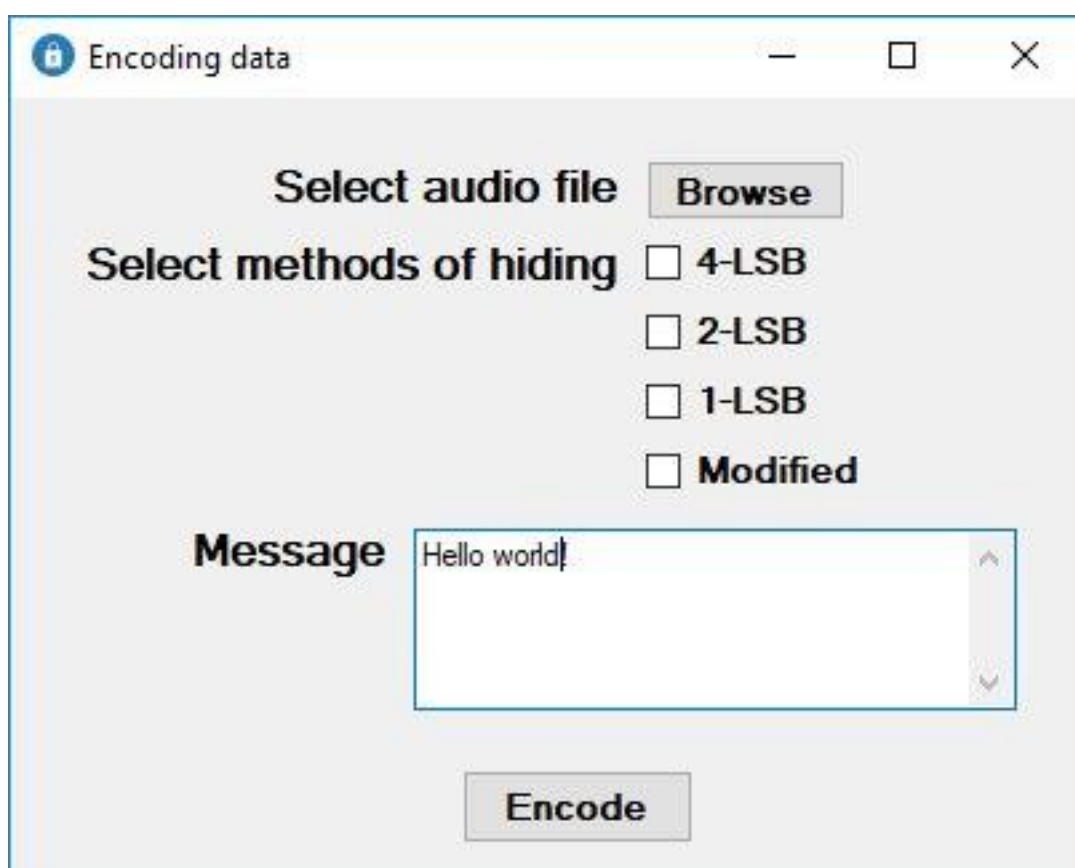 Encoding data
Select audio file Browse
Select methods of hiding 4-LSB
2-LSB
1-LSB
Modified
Message Hello world!
Encode